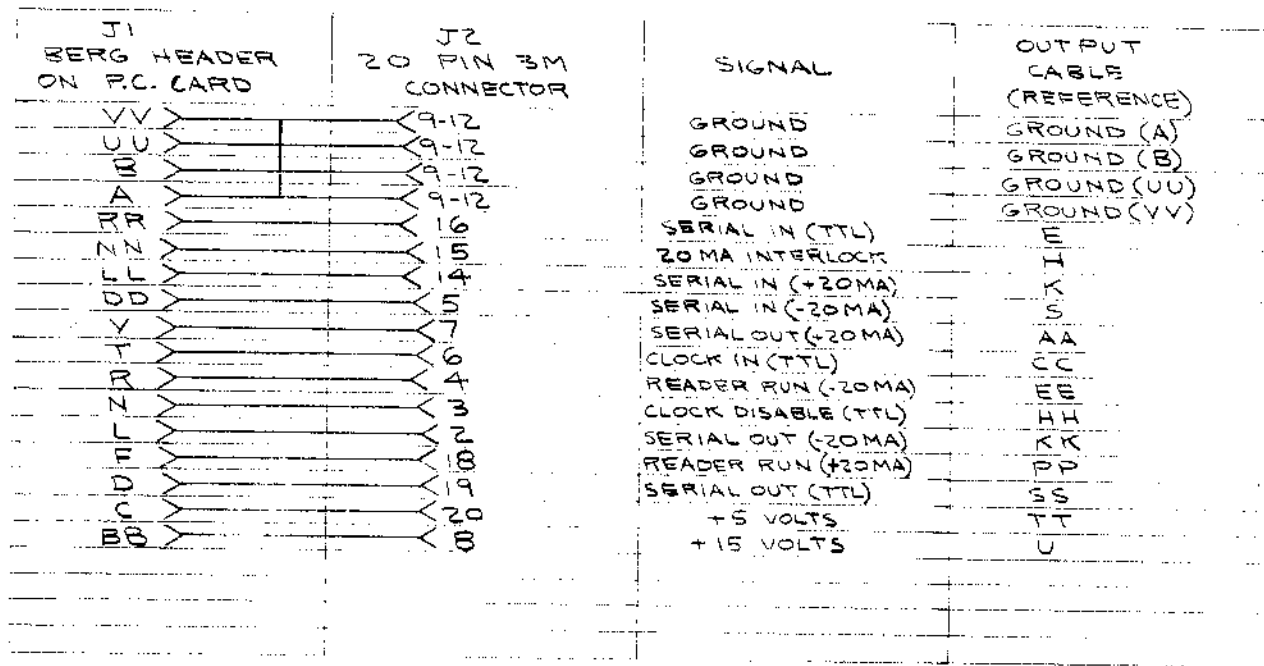 J1
BERG HEADER
ON P.C. CARD
J2
20 PIN 3M
CONNECTOR
SIGNAL
OUTPUT
CABLE
(REFERENCE)
VV 9-12 GROUND GROUND (A)
UU 9-12 GROUND GROUND (B)
B 9-12 GROUND GROUND (UU)
A 9-12 GROUND GROUND (VV)
RR 16 SERIAL IN (TTL) E
NN 15 20 MA INTERLOCK H
LL 14 SERIAL IN (+20MA) K
DD 5 SERIAL IN (-20MA) S
V 7 SERIAL OUT (+20MA) AA
T 6 CLOCK IN (TTL) CC
R 4 READER RUN (-20MA) EE
N 3 CLOCK DISABLE (TTL) HH
L 2 SERIAL OUT (-20MA) KK
F 18 READER RUN (+20MA) PP
D 19 SERIAL OUT (TTL) SS
C 20 +5 VOLTS TT
BB 8 +15 VOLTS U